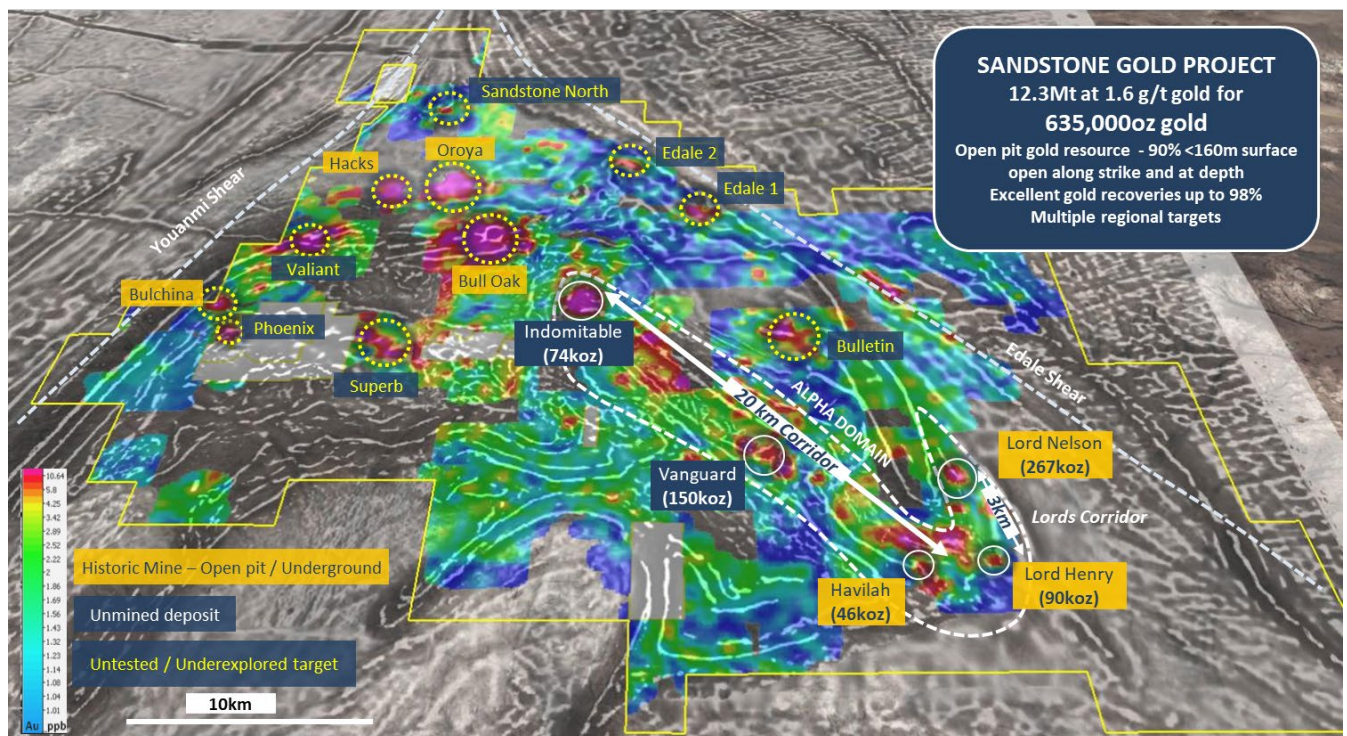 SANDSTONE GOLD PROJECT
12.3Mt at 1.6 g/t gold for
635,000oz gold
Open pit gold resource - 90% <160m surface
open along strike and at depth
Excellent gold recoveries up to 98%
Multiple regional targets
Sandstone North
Hacks
Oroya
Edale 2
Edale 1
Youanmi Shear
Valiant
Bull Oak
Bulchina
Phoenix
Superb
Indomitable
(74koz)
Bulletin
Edale Shear
ALPHA DOMAIN
20 km Corridor
Vanguard
(150koz)
Lord Nelson
(267koz)
3km
Lords Corridor
Havilah
(46koz)
Lord Henry
(90koz)
10.64
5.8
4.25
3.42
2.89
2.52
2.22
2
1.86
1.69
1.56
1.43
1.32
1.23
1.14
1.08
1.04
1.01
Au ppb
Historic Mine – Open pit / Underground
Unmined deposit
Untested / Underexplored target
10km